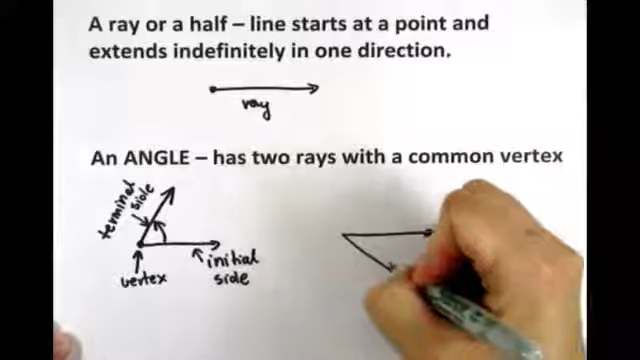 A ray or a half – line starts at a point and
extends indefinitely in one direction.
ray
An ANGLE – has two rays with a common vertex
terminal
side
initial
side
vertex